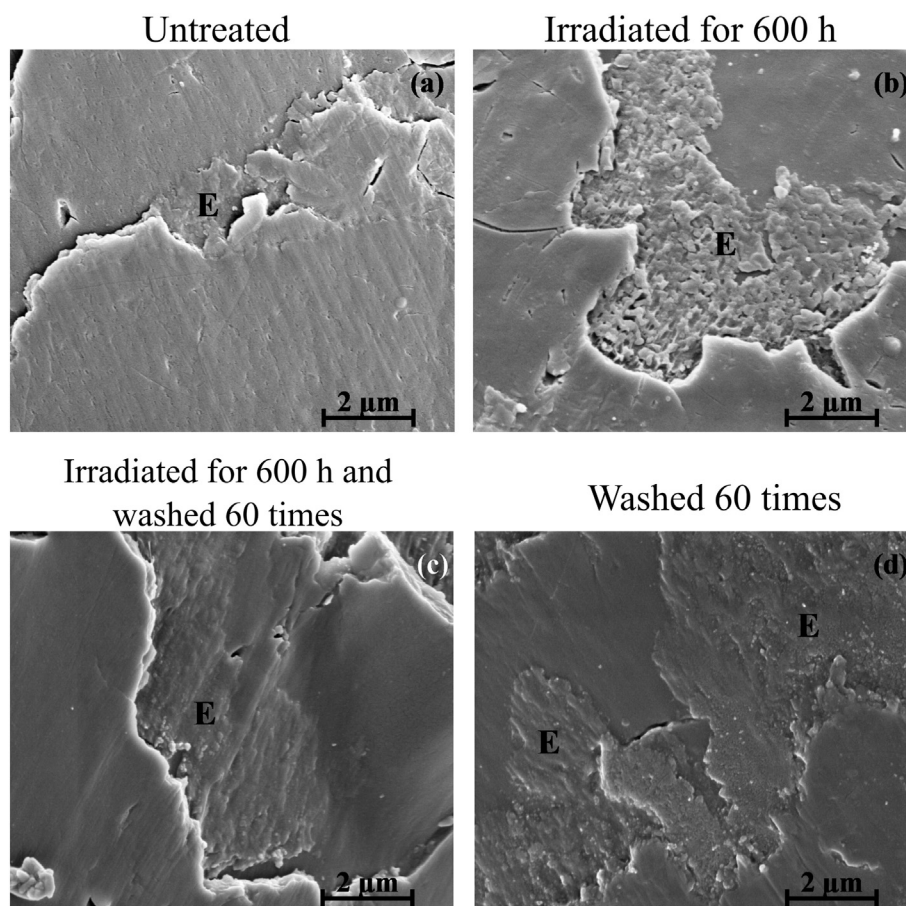 Untreated
Irradiated for 600 h
(a)
(b)
E
E
2 µm
2 µm
Irradiated for 600 h and
washed 60 times
Washed 60 times
(c)
(d)
E
E
E
2 µm
2 µm